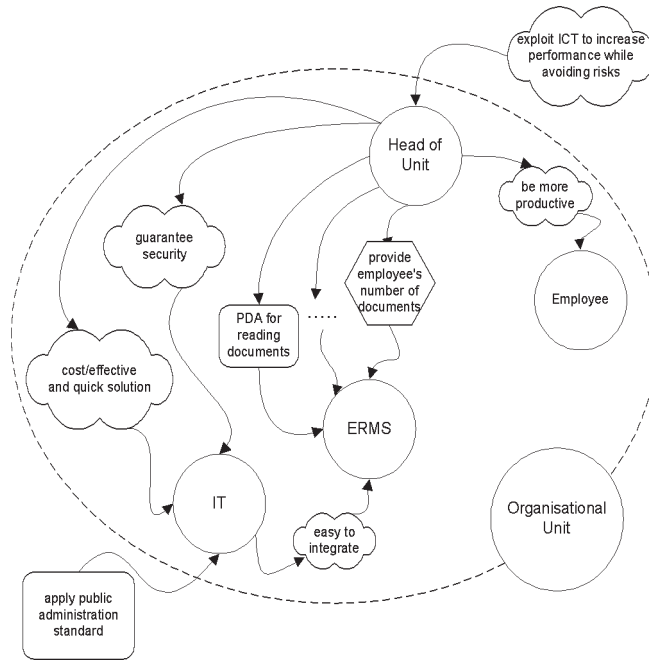 exploit ICT to increase
performance while
avoiding risks
Head of
Unit
be more
productive
guarantee
security
provide
employee's
number of
documents
Employee
PDA for
reading
documents
.....
cost/effective
and quick solution
ERMS
IT
Organisational
Unit
easy to
integrate
apply public
administration
standard